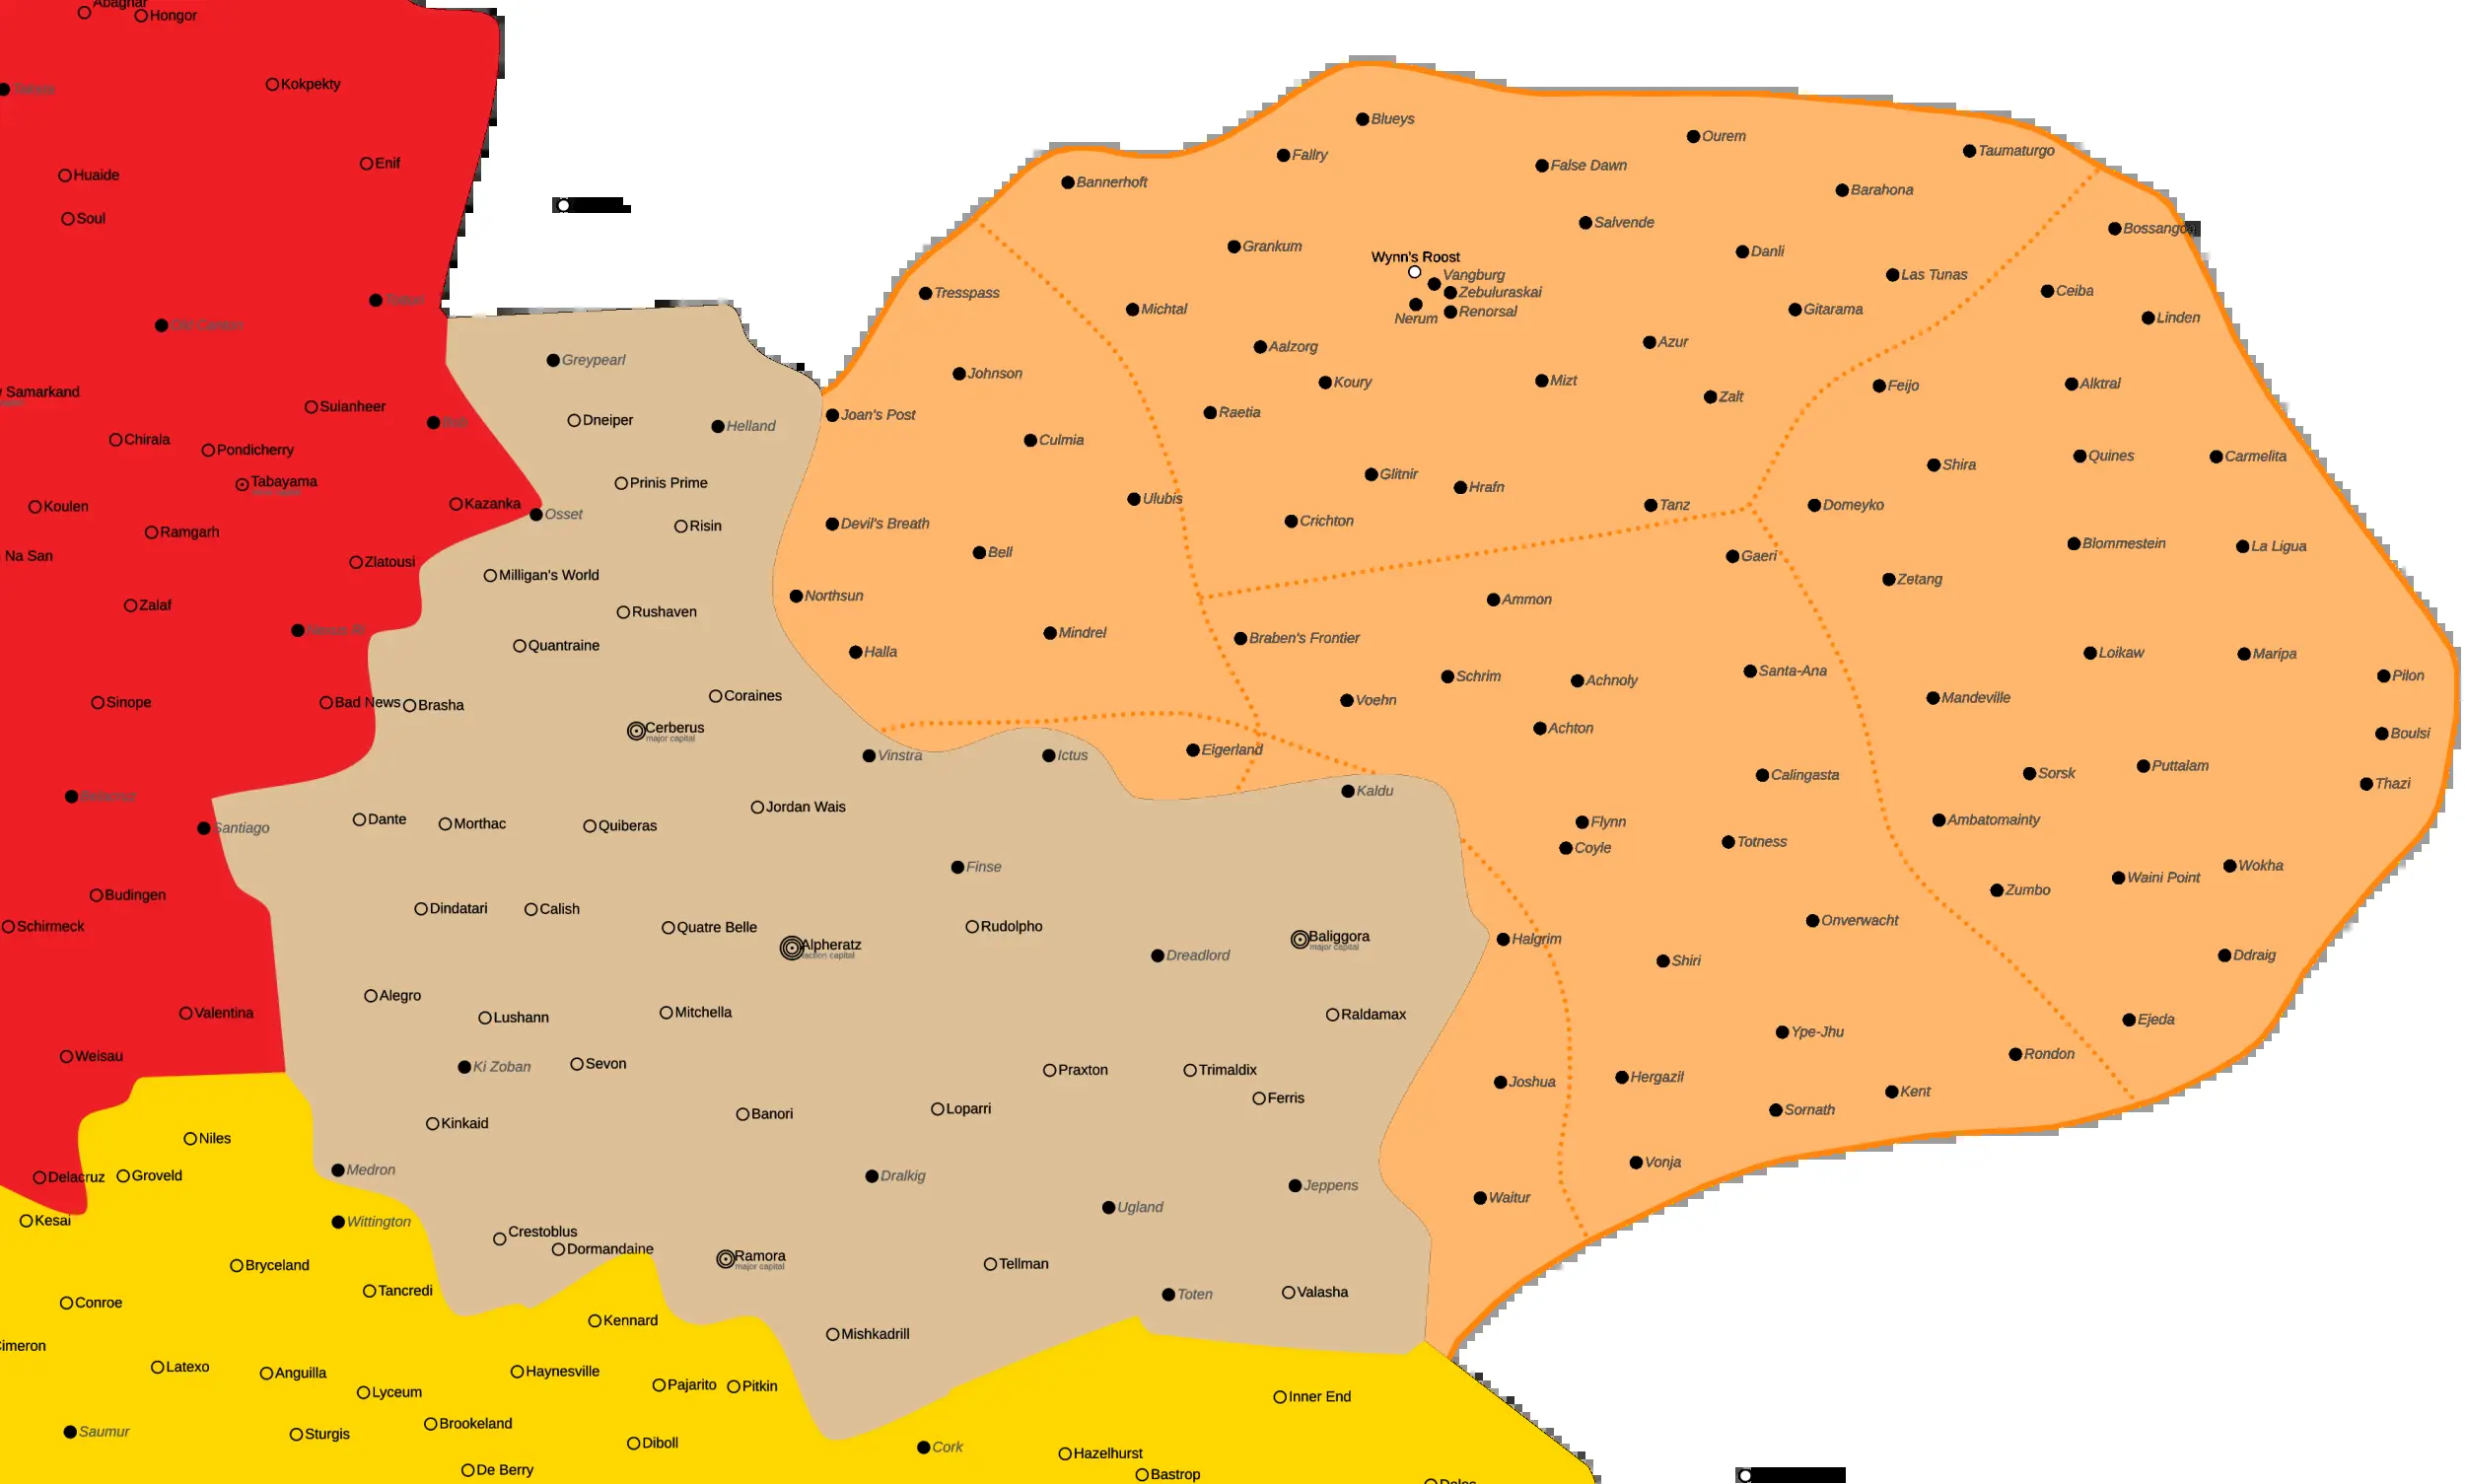 Abagnar
Hongor
Kokpekty
Enif
Huaide
Soul
Old Canton
Samarkand
Suianheer
Chirala
Pondicherry
Tabayama
Koulen
Kazanka
Ramgarh
Na San
Zlatousi
Zalaf
Sinope
Bad News
Santiago
Budingen
Schirmeck
Valentina
Weisau
Delacruz
Greypearl
Dneiper
Helland
Prinis Prime
Osset
Risin
Milligan's World
Rushaven
Quantraine
Coraines
Brasha
Cerberus
major capital
Vinstra
Ictus
Kaldu
Jordan Wais
Dante
Morthac
Quiberas
Finse
Dindatari
Calish
Quatre Belle
Rudolpho
Alpheratz
faction capital
Baliggora
major capital
Dreadlord
Alegro
Lushann
Mitchella
Raldamax
Ki Zoban
Sevon
Praxton
Trimaldix
Ferris
Kinkaid
Banori
Loparri
Medron
Dralkig
Jeppens
Ugland
Crestoblus
Dormandaine
Ramora
major capital
Tellman
Toten
Valasha
Mishkadrill
Blueys
Fallry
Ourem
Taumaturgo
False Dawn
Bannerhoft
Barahona
Salvende
Grankum
Danli
Wynn's Roost
Vangburg
Zebuluraskai
Nerum
Renorsal
Las Tunas
Bossangoa
Ceiba
Linden
Tresspass
Michtal
Gitarama
Aalzorg
Azur
Johnson
Koury
Mizt
Zalt
Feijo
Alktral
Joan's Post
Raetia
Culmia
Glitnir
Hrafn
Shira
Quines
Carmelita
Ulubis
Tanz
Domeyko
Devil's Breath
Crichton
Bell
Gaeri
Blommestein
La Ligua
Zetang
Northsun
Ammon
Mindrel
Braben's Frontier
Halla
Loikaw
Maripa
Schrim
Achnoly
Santa-Ana
Pilon
Voehn
Mandeville
Achton
Boulsi
Eigerland
Calingasta
Sorsk
Puttalam
Thazi
Flynn
Coyle
Totness
Ambatomainty
Wokha
Waini Point
Zumbo
Onverwacht
Halgrim
Shiri
Ddraig
Ype-Jhu
Ejeda
Rondon
Joshua
Hergazil
Kent
Sornath
Vonja
Waitur
Niles
Groveld
Kesai
Wittington
Bryceland
Tancredi
Conroe
Kennard
Latexo
Anguilla
Haynesville
Lyceum
Pajarito
Pitkin
Inner End
Brookeland
Saumur
Sturgis
Diboll
Cork
Hazelhurst
De Berry
Bastrop